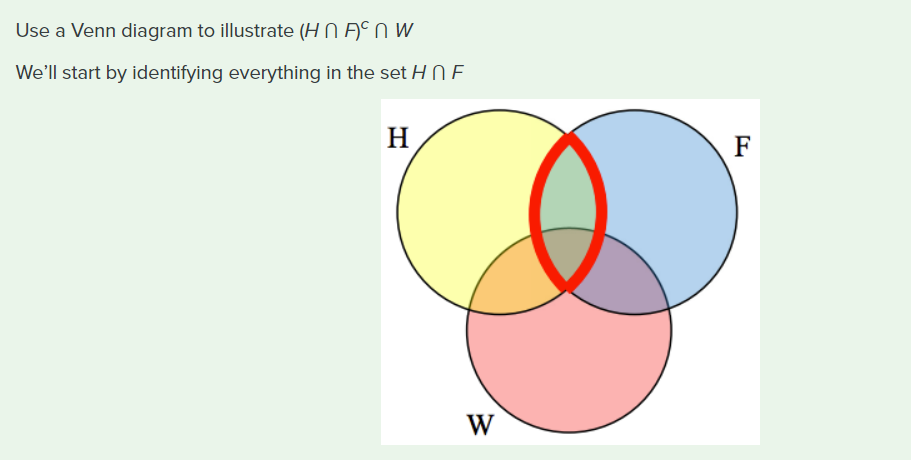 Use a Venn diagram to illustrate (H ⋂ F)ᶜ ⋂ W
We’ll start by identifying everything in the set H ⋂ F
H
F
W